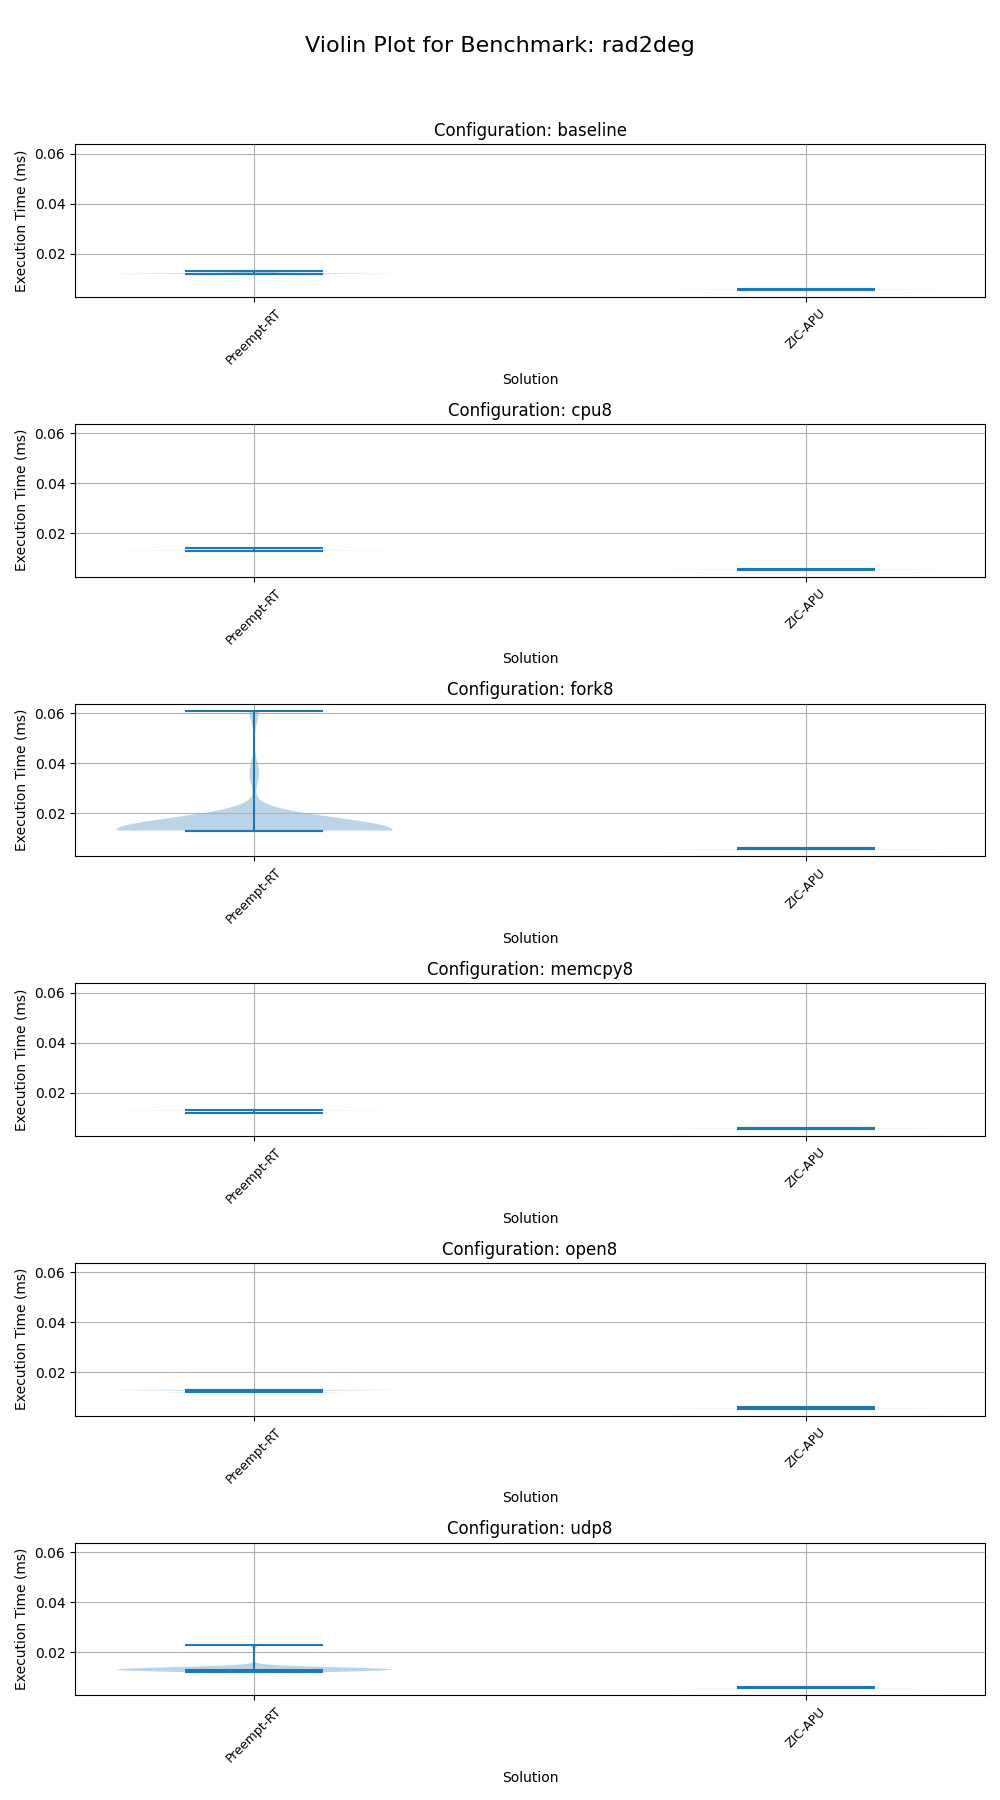 Violin Plot for Benchmark: rad2deg
Configuration: baseline
Execution Time (ms)
0.06
0.04
0.02
Preempt-RT
ZIC-APU
Solution
Configuration: cpu8
Execution Time (ms)
0.06
0.04
0.02
Preempt-RT
ZIC-APU
Solution
Configuration: fork8
Execution Time (ms)
0.06
0.04
0.02
Preempt-RT
ZIC-APU
Solution
Configuration: memcpy8
Execution Time (ms)
0.06
0.04
0.02
Preempt-RT
ZIC-APU
Solution
Configuration: open8
Execution Time (ms)
0.06
0.04
0.02
Preempt-RT
ZIC-APU
Solution
Configuration: udp8
Execution Time (ms)
0.06
0.04
0.02
Preempt-RT
ZIC-APU
Solution